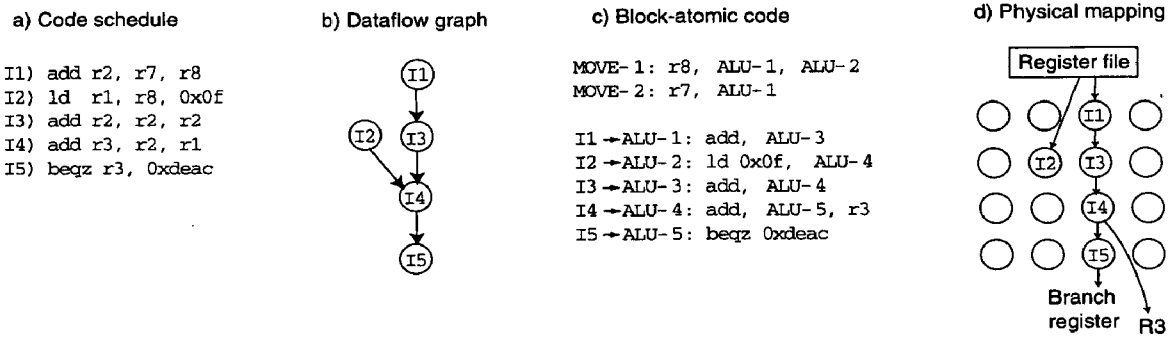 a) Code schedule
I1) add r2, r7, r8
I2) ld r1, r8, 0x0f
I3) add r2, r2, r2
I4) add r3, r2, r1
I5) beqz r3, 0xdeac
b) Dataflow graph
I1
I2
I3
I4
I5
c) Block-atomic code
MOVE-1: r8, ALU-1, ALU-2
MOVE-2: r7, ALU-1
I1→ALU-1: add, ALU-3
I2→ALU-2: ld 0x0f, ALU-4
I3→ALU-3: add, ALU-4
I4→ALU-4: add, ALU-5, r3
I5→ALU-5: beqz 0xdeac
d) Physical mapping
Register file
I1
I2
I3
I4
I5
Branch
register
R3